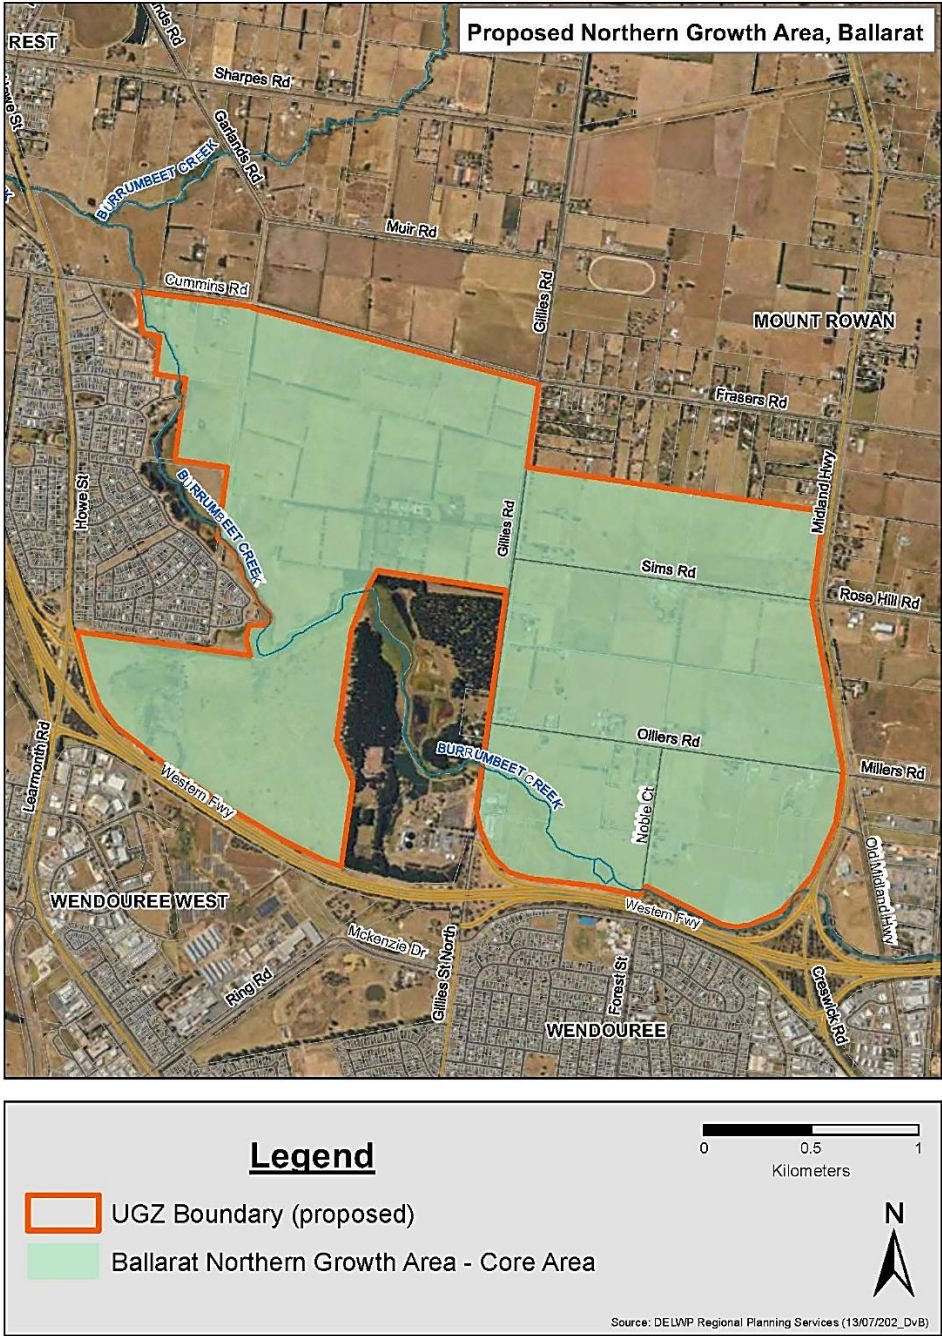 Proposed Northern Growth Area, Ballarat
REST
Sharpes Rd
Garlands Rd
BURRUMBEET CREEK
Muir Rd
Cummins Rd
Gillies Rd
MOUNT ROWAN
Frasers Rd
Midland Hwy
Howe St
BURRUMBEET CREEK
Gillies Rd
Sims Rd
Rose Hill Rd
Olliers Rd
BURRUMBEET CREEK
Millers Rd
Learmonth Rd
Western Fwy
Noble Ct
Old Midland Hwy
WENDOUREE WEST
Western Fwy
Mckenzie Dr
Ring Rd
Gillies St North
Forest St
Creswick Rd
WENDOUREE
Legend
UGZ Boundary (proposed)
Ballarat Northern Growth Area - Core Area
0 0.5 1
Kilometers
N
Source: DELWP Regional Planning Services (13/07/202_DvB)